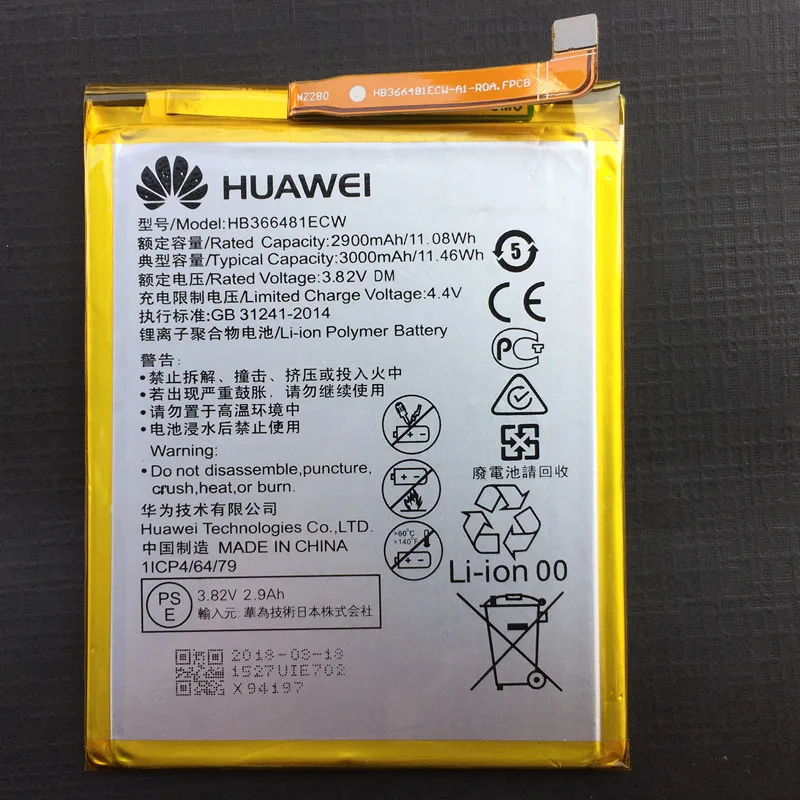 NZ280
HB366481ECW-A1-ROA.FPCB
HUAWEI
型号/Model:HB366481ECW
额定容量/Rated Capacity:2900mAh/11.08Wh
典型容量/Typical Capacity:3000mAh/11.46Wh
额定电压/Rated Voltage:3.82V DM
充电限制电压/Limited Charge Voltage:4.4V
执行标准:GB 31241-2014
锂离子聚合物电池/Li-ion Polymer Battery
5
CE
警告:
•禁止拆解、撞击、挤压或投入火中
•若出现严重鼓胀，请勿继续使用
•请勿置于高温环境中
•电池浸水后禁止使用
Warning:
•Do not disassemble,puncture,
crush,heat,or burn.
>60°C
>140°F
廢電池請回收
华为技术有限公司
Huawei Technologies Co.,LTD.
中国制造 MADE IN CHINA
1ICP4/64/79
Li-ion 00
PS
E
3.82V 2.9Ah
輸入元: 華為技術日本株式会社
2018-03-18
1527UIE702
X94197